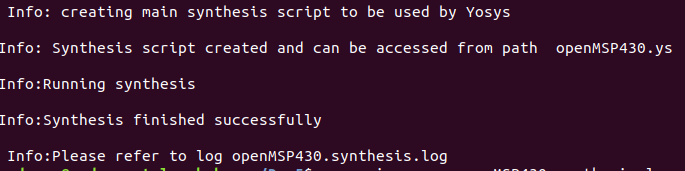 Info: creating main synthesis script to be used by Yosys
Info: Synthesis script created and can be accessed from path  openMSP430.ys
Info:Running synthesis
Info:Synthesis finished successfully
Info:Please refer to log openMSP430.synthesis.log